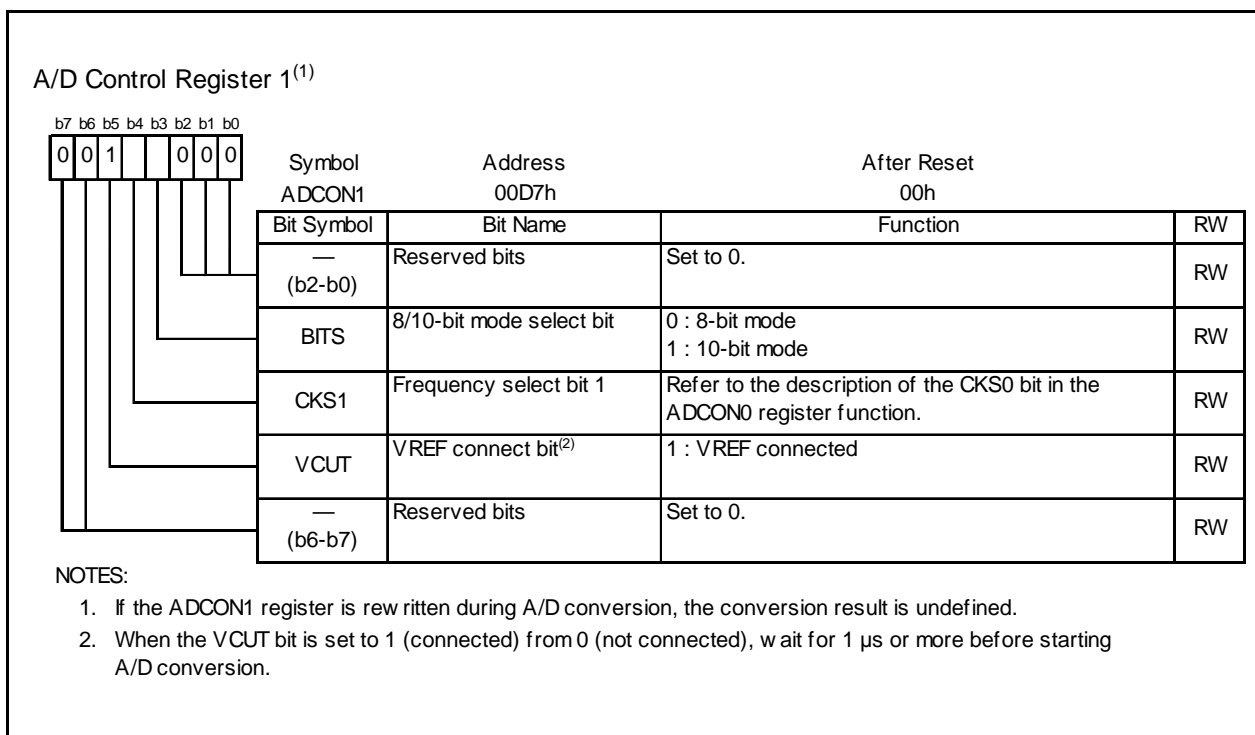 A/D Control Register 1(1)
b7 b6 b5 b4 b3 b2 b1 b0
0 0 1 0 0 0
Symbol Address After Reset
ADCON1 00D7h 00h
Bit Symbol Bit Name Function RW
—
(b2-b0) Reserved bits Set to 0. RW
BITS 8/10-bit mode select bit 0 : 8-bit mode
1 : 10-bit mode RW
CKS1 Frequency select bit 1 Refer to the description of the CKS0 bit in the
ADCON0 register function. RW
VCUT VREF connect bit(2) 1 : VREF connected RW
—
(b6-b7) Reserved bits Set to 0. RW
NOTES:
1. If the ADCON1 register is rewritten during A/D conversion, the conversion result is undefined.
2. When the VCUT bit is set to 1 (connected) from 0 (not connected), wait for 1 µs or more before starting
A/D conversion.